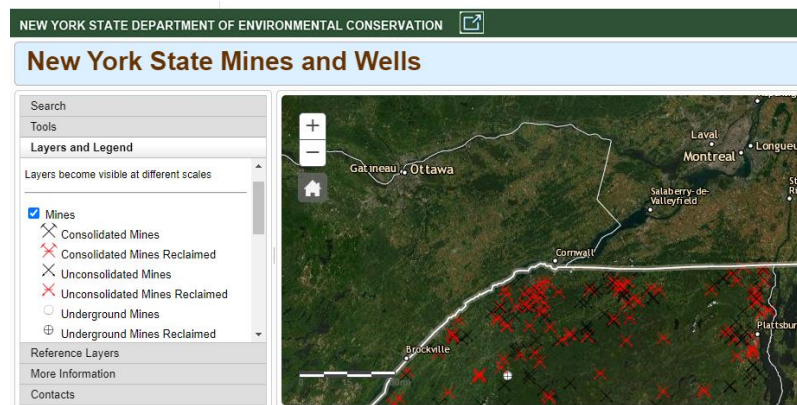 NEW YORK STATE DEPARTMENT OF ENVIRONMENTAL CONSERVATION
New York State Mines and Wells
Search
Tools
Layers and Legend
Layers become visible at different scales
Mines
Consolidated Mines
Consolidated Mines Reclaimed
Unconsolidated Mines
Unconsolidated Mines Reclaimed
Underground Mines
Underground Mines Reclaimed
Reference Layers
More Information
Contacts
+
−
Laval
Longueu
Montreal
Gatineau
Ottawa
Salaberry-de-
Valleyfield
Cornwall
Plattsbur
Brockville